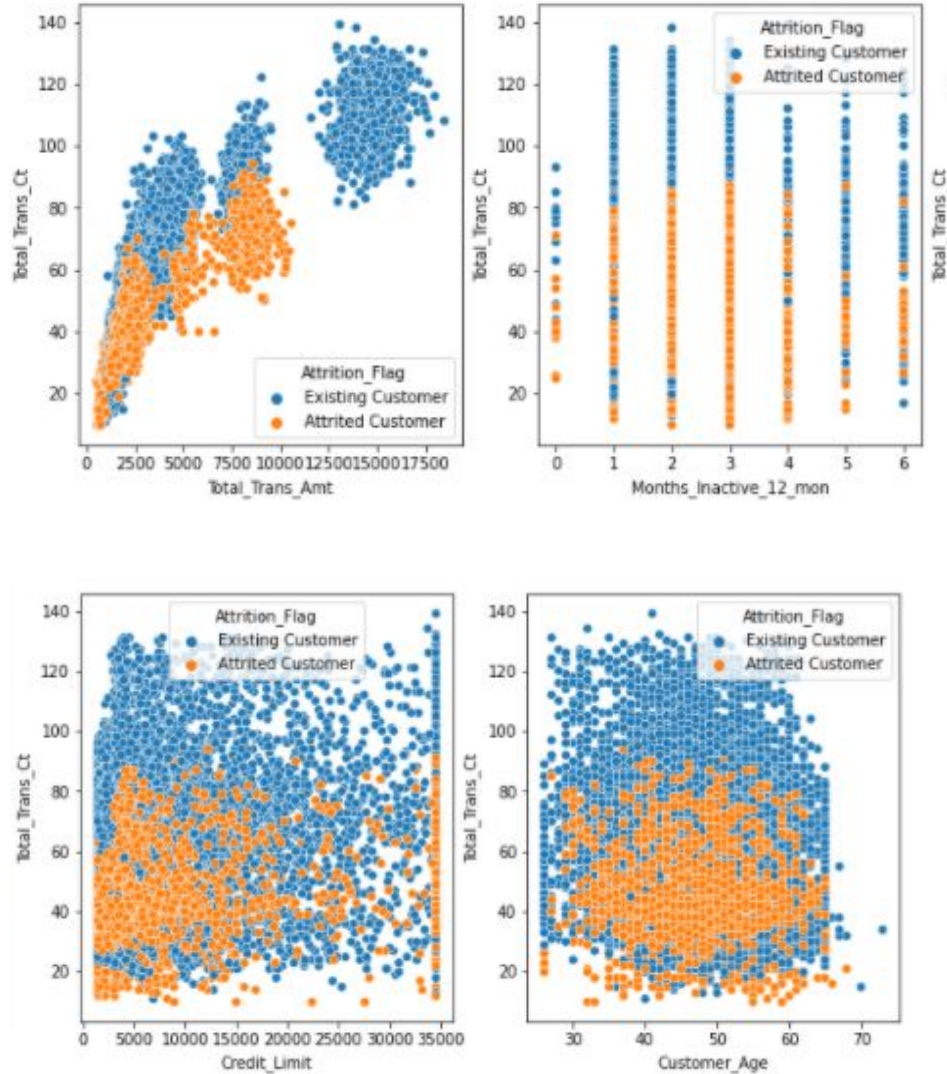 140
120
100
80
60
40
20
Total_Trans_Ct
Attrition_Flag
Existing Customer
Attrited Customer
0 2500 5000 7500 10000 12500 15000 17500
Total_Trans_Amt
140
120
100
80
60
40
20
Total_Trans_Ct
Attrition_Flag
Existing Customer
Attrited Customer
0 1 2 3 4 5 6
Months_Inactive_12_mon
Total_Trans_Ct
140
120
100
80
60
40
20
Total_Trans_Ct
Attrition_Flag
Existing Customer
Attrited Customer
0 5000 10000 15000 20000 25000 30000 35000
Credit_Limit
140
120
100
80
60
40
20
Total_Trans_Ct
Attrition_Flag
Existing Customer
Attrited Customer
30 40 50 60 70
Customer_Age